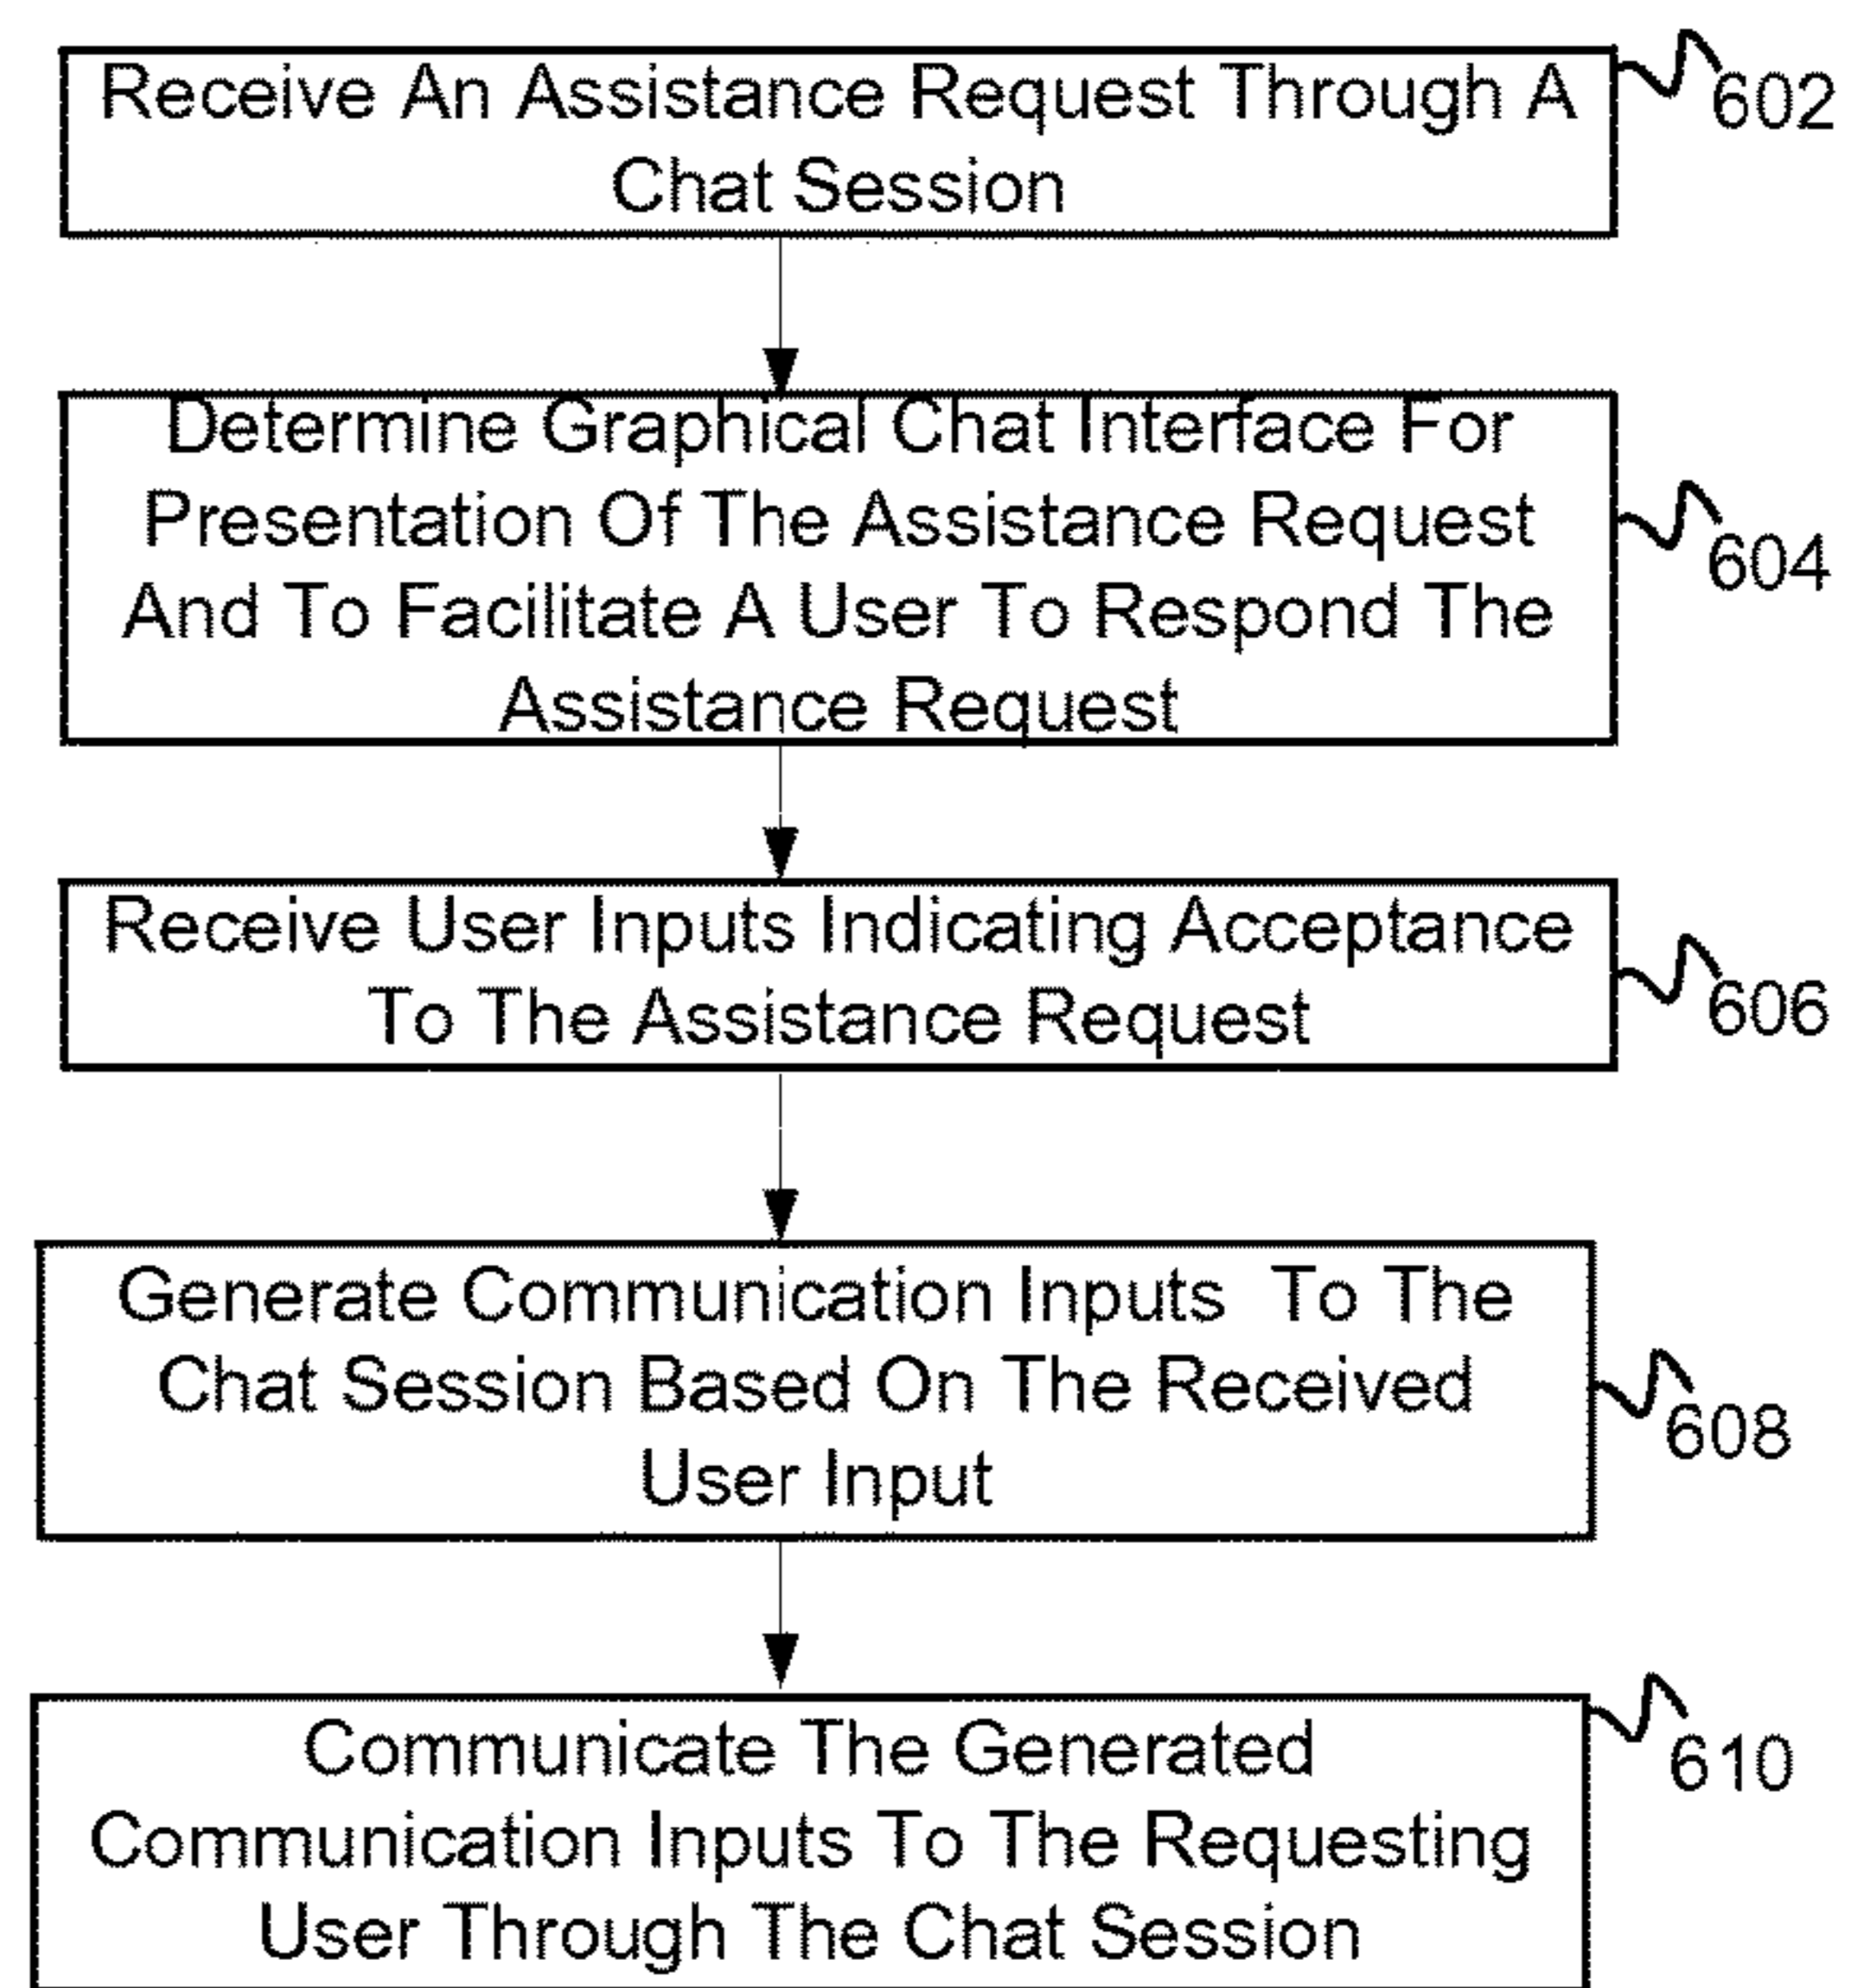 Receive An Assistance Request Through A
Chat Session
602
Determine Graphical Chat Interface For
Presentation Of The Assistance Request
And To Facilitate A User To Respond The
Assistance Request
604
Receive User Inputs Indicating Acceptance
To The Assistance Request
606
Generate Communication Inputs To The
Chat Session Based On The Received
User Input
608
Communicate The Generated
Communication Inputs To The Requesting
User Through The Chat Session
610